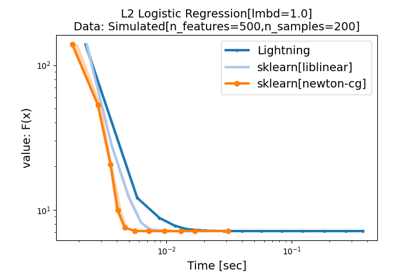 L2 Logistic Regression[lmbd=1.0]
Data: Simulated[n_features=500,n_samples=200]
Lightning
sklearn[liblinear]
sklearn[newton-cg]
value: F(x)
10²
10¹
10⁻²
10⁻¹
Time [sec]